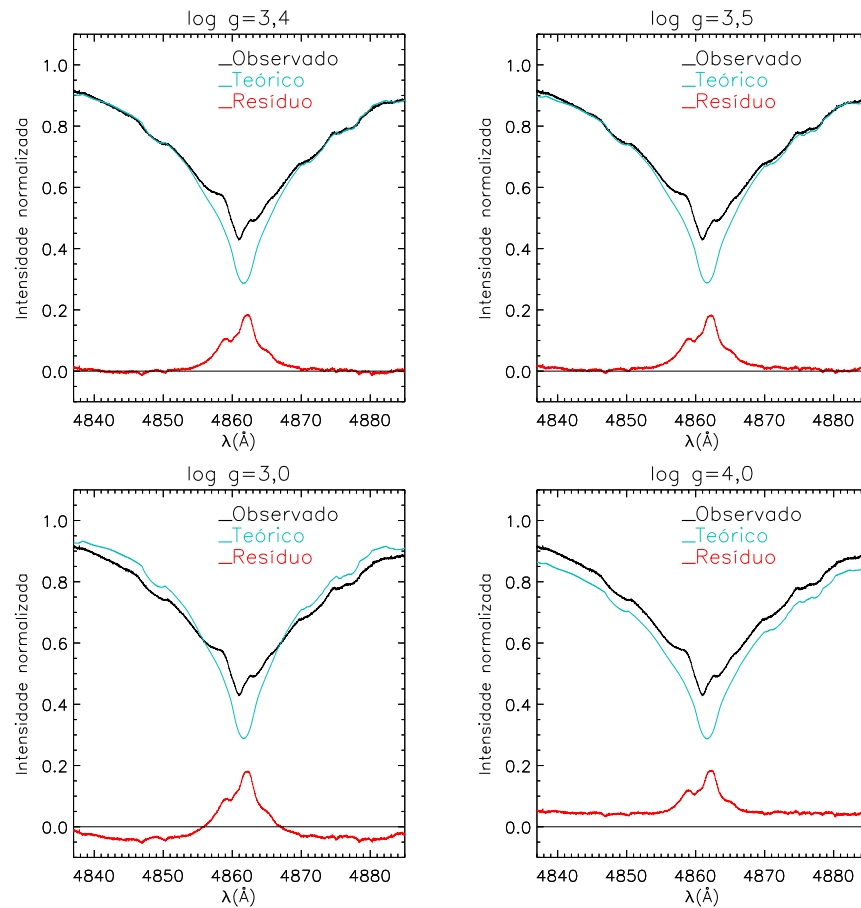 log g=3,4
1.0
0.8
0.6
0.4
0.2
0.0
Intensidade normalizada
Observado
Teórico
Resíduo
4840 4850 4860 4870 4880
λ(Å)
log g=3,5
1.0
0.8
0.6
0.4
0.2
0.0
Intensidade normalizada
Observado
Teórico
Resíduo
4840 4850 4860 4870 4880
λ(Å)
log g=3,0
1.0
0.8
0.6
0.4
0.2
0.0
Intensidade normalizada
Observado
Teórico
Resíduo
4840 4850 4860 4870 4880
λ(Å)
log g=4,0
1.0
0.8
0.6
0.4
0.2
0.0
Intensidade normalizada
Observado
Teórico
Resíduo
4840 4850 4860 4870 4880
λ(Å)